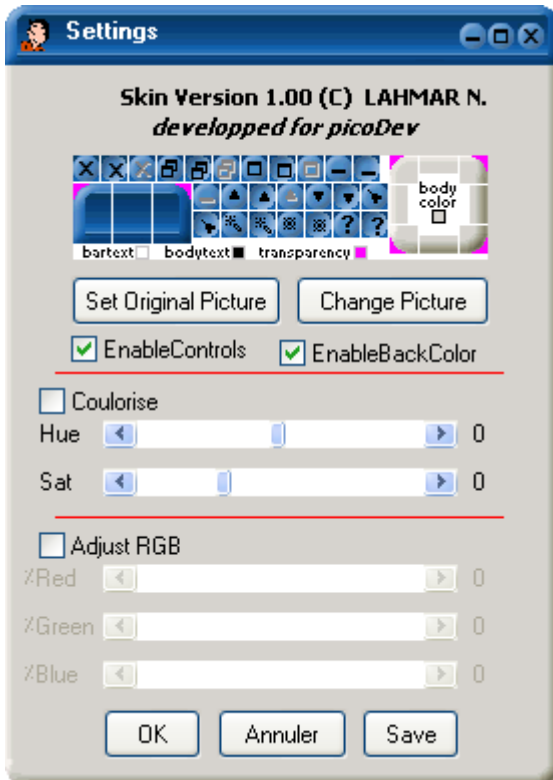 Settings
Skin Version 1.00 (C) LAHMAR N.
developped for picoDev
body
color
bartext bodytext transparency
Set Original Picture Change Picture
EnableControls EnableBackColor
Coulorise
Hue 0
Sat 0
Adjust RGB
%Red 0
%Green 0
%Blue 0
OK Annuler Save